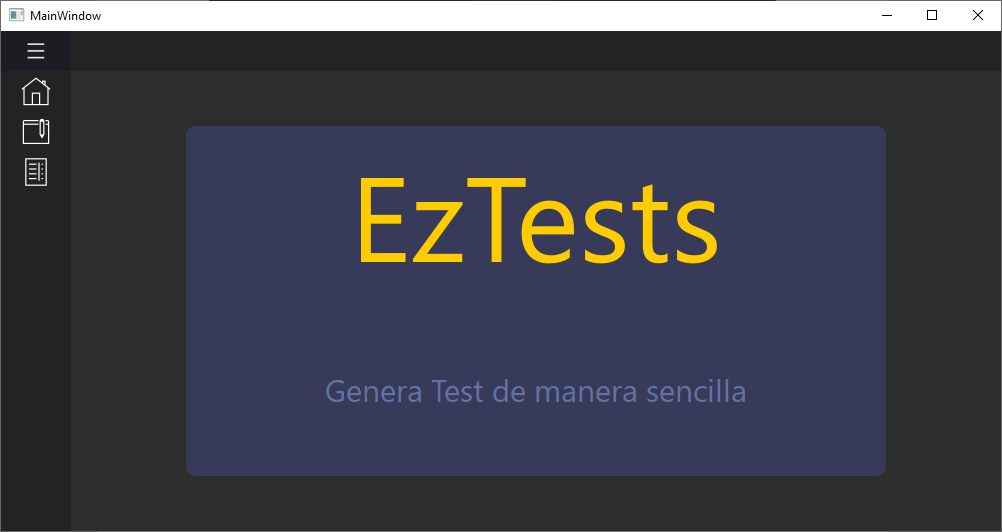 MainWindow
EzTests
Genera Test de manera sencilla